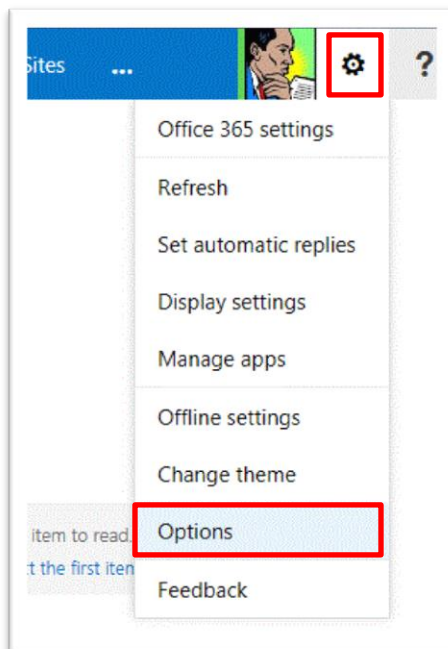 Sites ... ?
Office 365 settings
Refresh
Set automatic replies
Display settings
Manage apps
Offline settings
Change theme
item to read.
Options
the first iten
Feedback